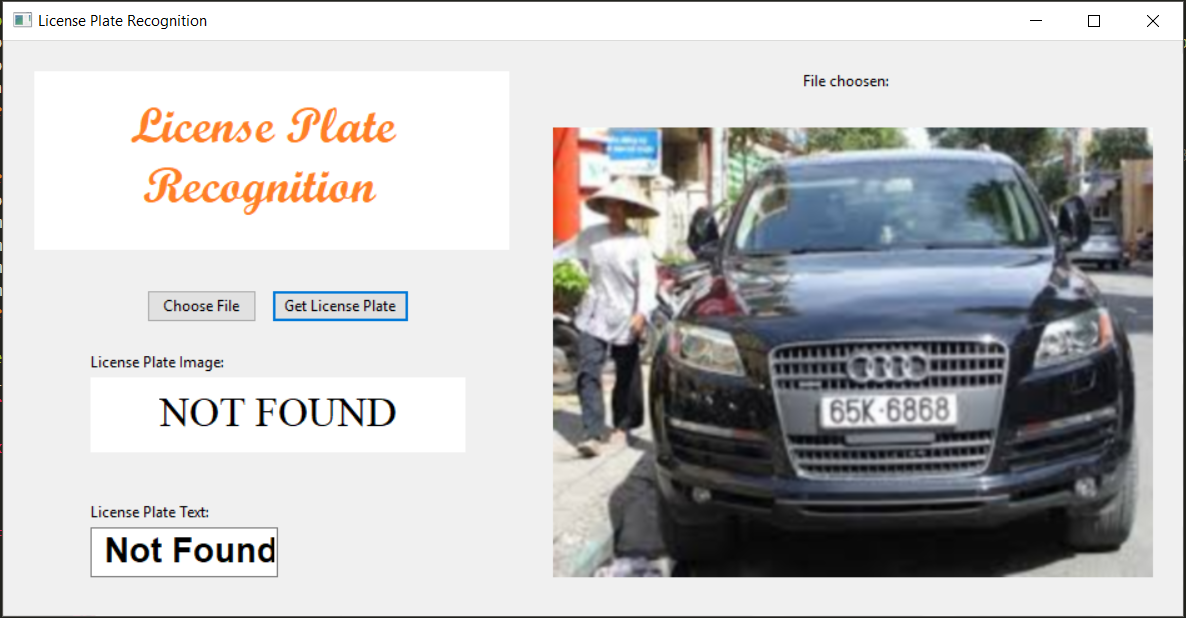 License Plate Recognition
License Plate
Recognition
Choose File
Get License Plate
License Plate Image:
NOT FOUND
License Plate Text:
Not Found
File choosen:
65K-6868